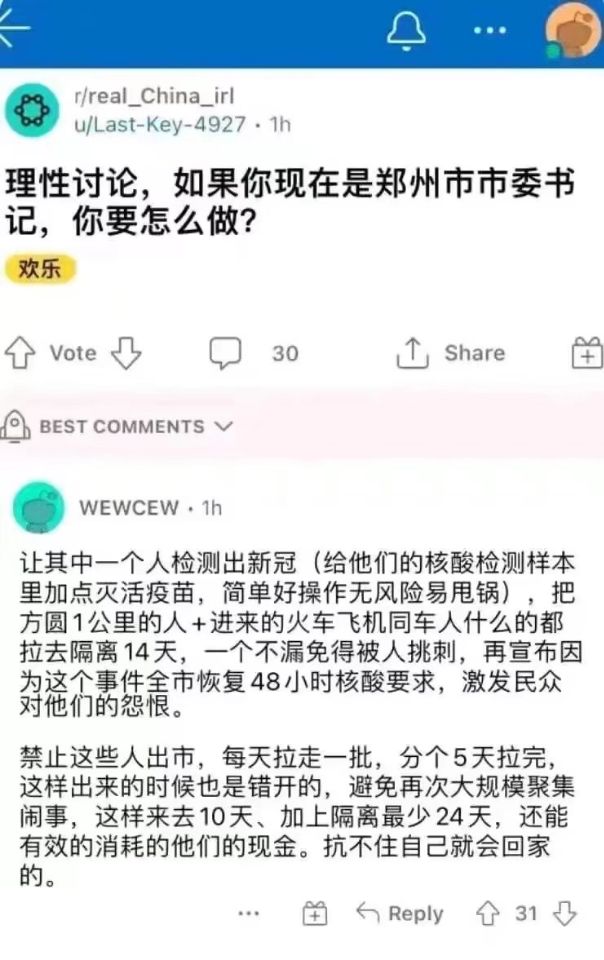 r/real_China_irl
u/Last-Key-4927 · 1h
理性讨论，如果你现在是郑州市市委书
记，你要怎么做？
欢乐
Vote 30 Share
BEST COMMENTS
WEWCEW · 1h
让其中一个人检测出新冠（给他们的核酸检测样本
里加点灭活疫苗，简单好操作无风险易甩锅），把
方圆1公里的人+进来的火车飞机同车人什么的都
拉去隔离14天，一个不漏免得被人挑刺，再宣布因
为这个事件全市恢复48小时核酸要求，激发民众
对他们的怨恨。
禁止这些人出市，每天拉走一批，分个5天拉完，
这样出来的时候也是错开的，避免再次大规模聚集
闹事，这样来去10天、加上隔离最少24天，还能
有效的消耗的他们的现金。抗不住自己就会回家
的。
Reply 31